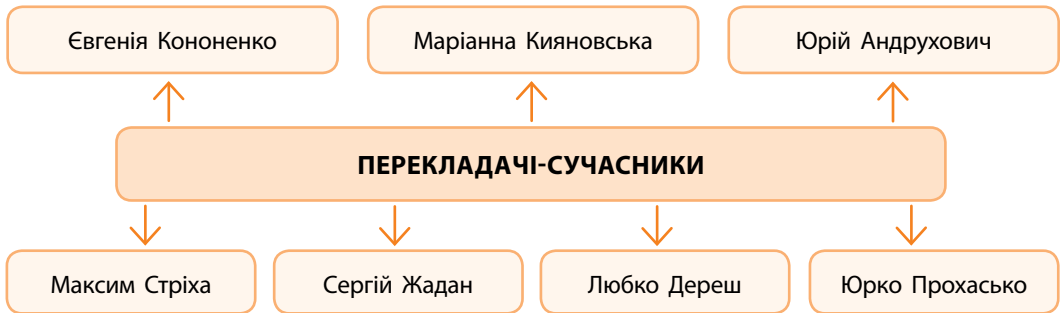 Євгенія Кононенко
Маріанна Кияновська
Юрій Андрухович
ПЕРЕКЛАДАЧІ-СУЧАСНИКИ
Максим Стріха
Сергій Жадан
Любко Дереш
Юрко Прохасько